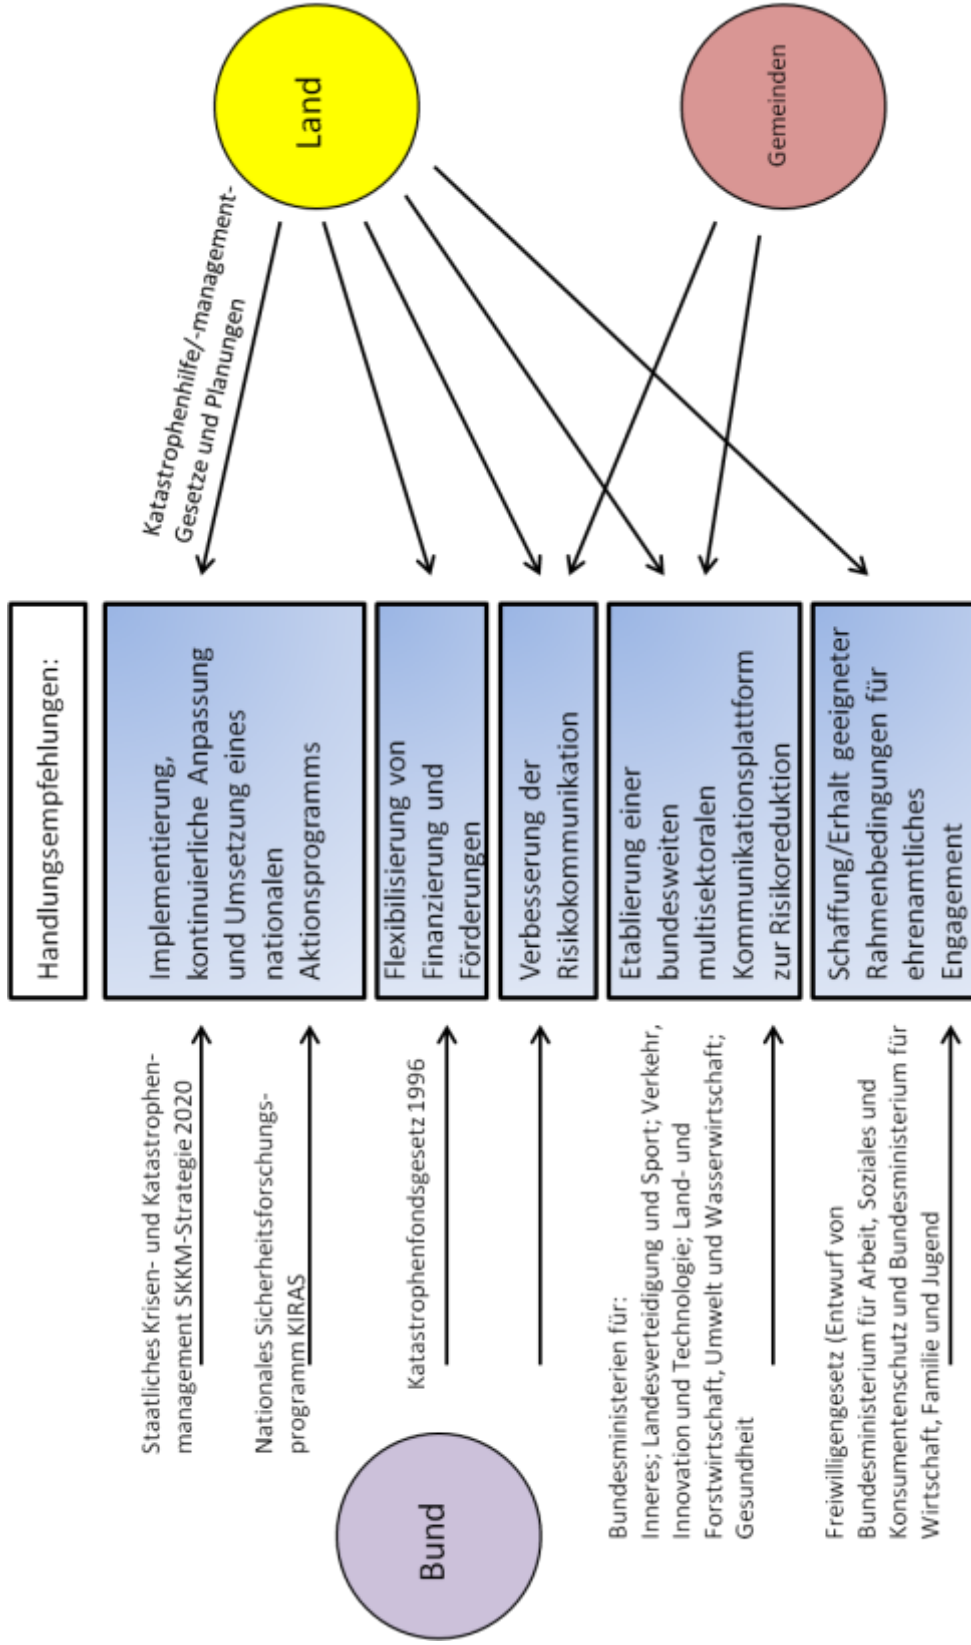 Handlungsempfehlungen:
Staatliches Krisen- und Katastrophen-
management SKKM-Strategie 2020
Nationales Sicherheitsforschungs-
programm KIRAS
Katastrophenfondsgesetz 1996
Bund
Bundesministerien für:
Inneres; Landesverteidigung und Sport; Verkehr,
Innovation und Technologie; Land- und
Forstwirtschaft, Umwelt und Wasserwirtschaft;
Gesundheit
Freiwilligengesetz (Entwurf von
Bundesministerium für Arbeit, Soziales und
Konsumentenschutz und Bundesministerium für
Wirtschaft, Familie und Jugend
Implementierung,
kontinuierliche Anpassung
und Umsetzung eines
nationalen
Aktionsprogramms
Flexibilisierung von
Finanzierung und
Förderungen
Verbesserung der
Risikokommunikation
Etablierung einer
bundesweiten
multisektoralen
Kommunikationsplattform
zur Risikoreduktion
Schaffung/Erhalt geeigneter
Rahmenbedingungen für
ehrenamtliches
Engagement
Katastrophenhilfe/-management-
Gesetze und Planungen
Land
Gemeinden